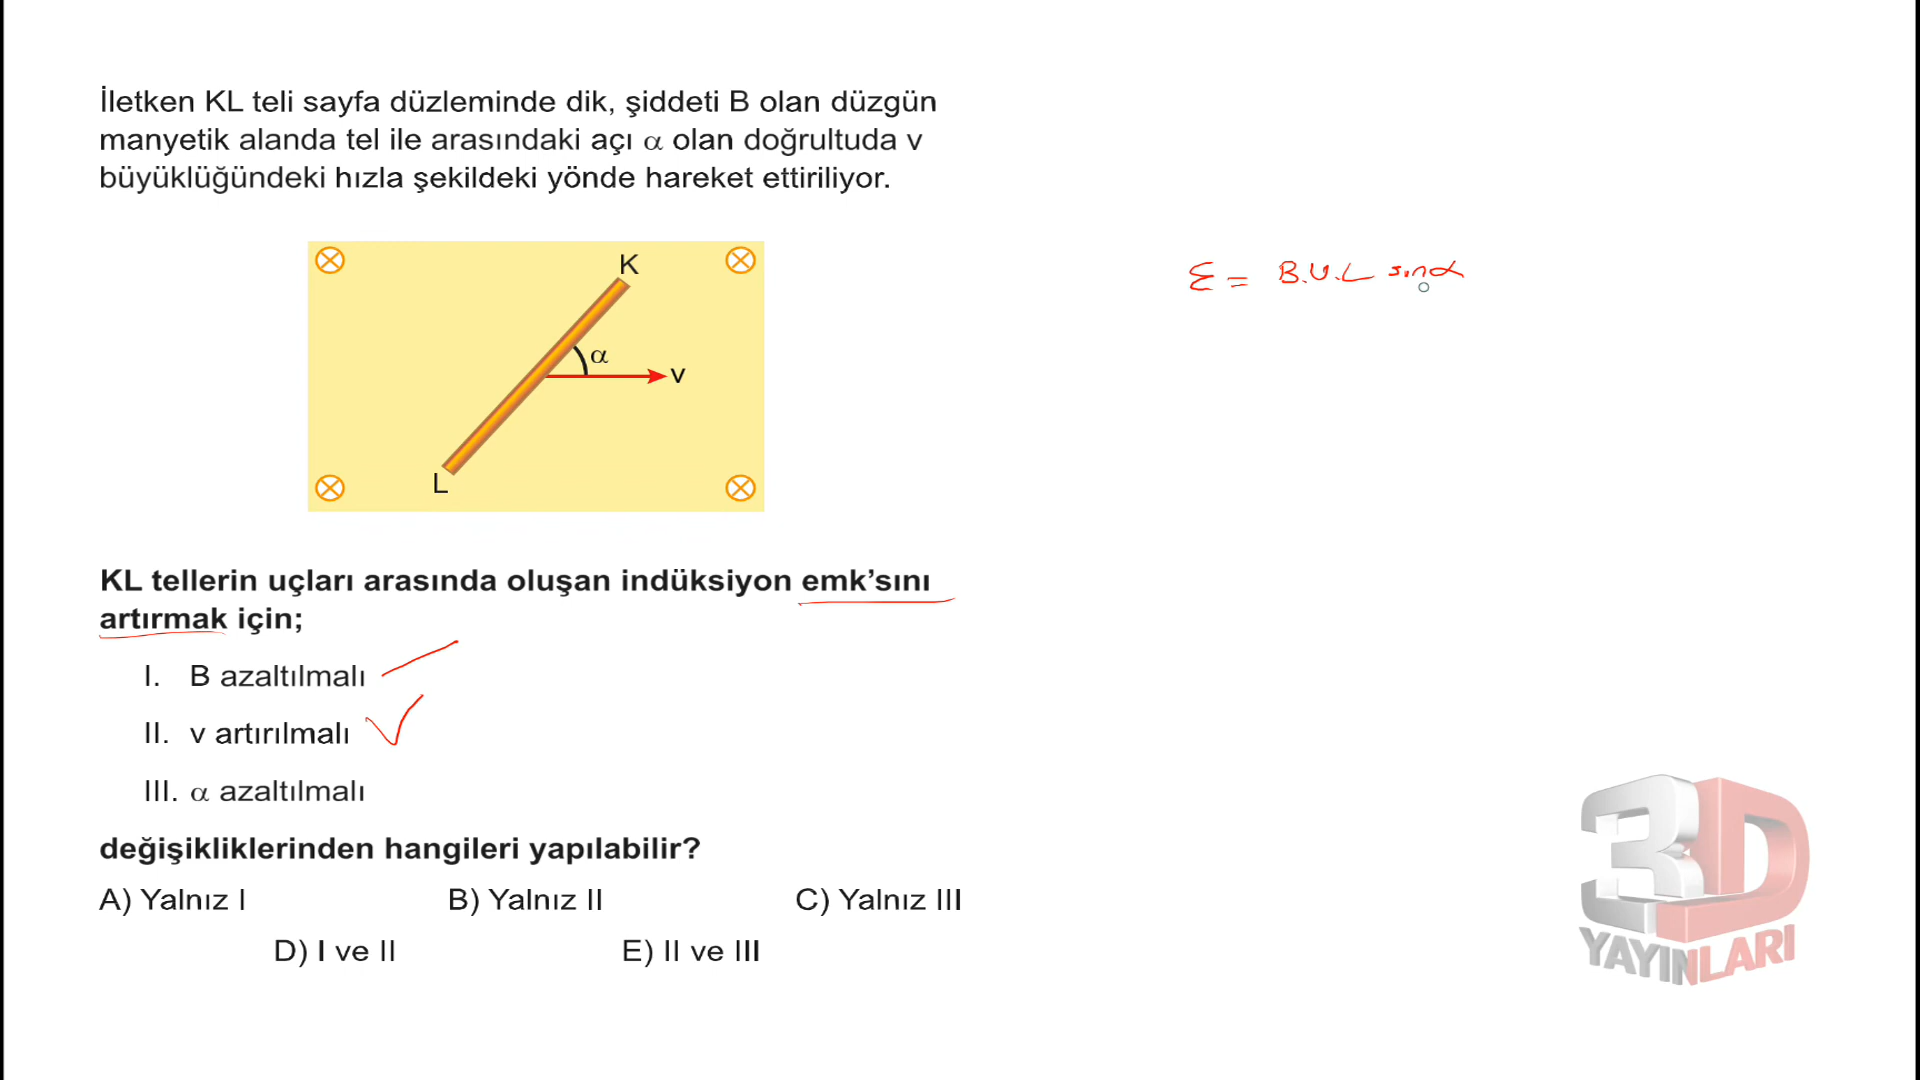 İletken KL teli sayfa düzleminde dik, şiddeti B olan düzgün
manyetik alanda tel ile arasındaki açı α olan doğrultuda v
büyüklüğündeki hızla şekildeki yönde hareket ettiriliyor.
ε = B.v.L sinα
K
α
v
L
KL tellerin uçları arasında oluşan indüksiyon emk’sını
artırmak için;
I. B azaltılmalı
II. v artırılmalı
III. α azaltılmalı
değişikliklerinden hangileri yapılabilir?
A) Yalnız I B) Yalnız II C) Yalnız III
D) I ve II E) II ve III
3D
YAYINLARI